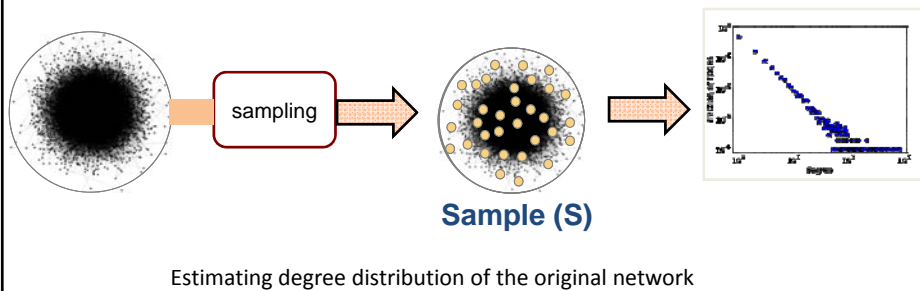 sampling
Sample (S)
Degree
Estimating degree distribution of the original network